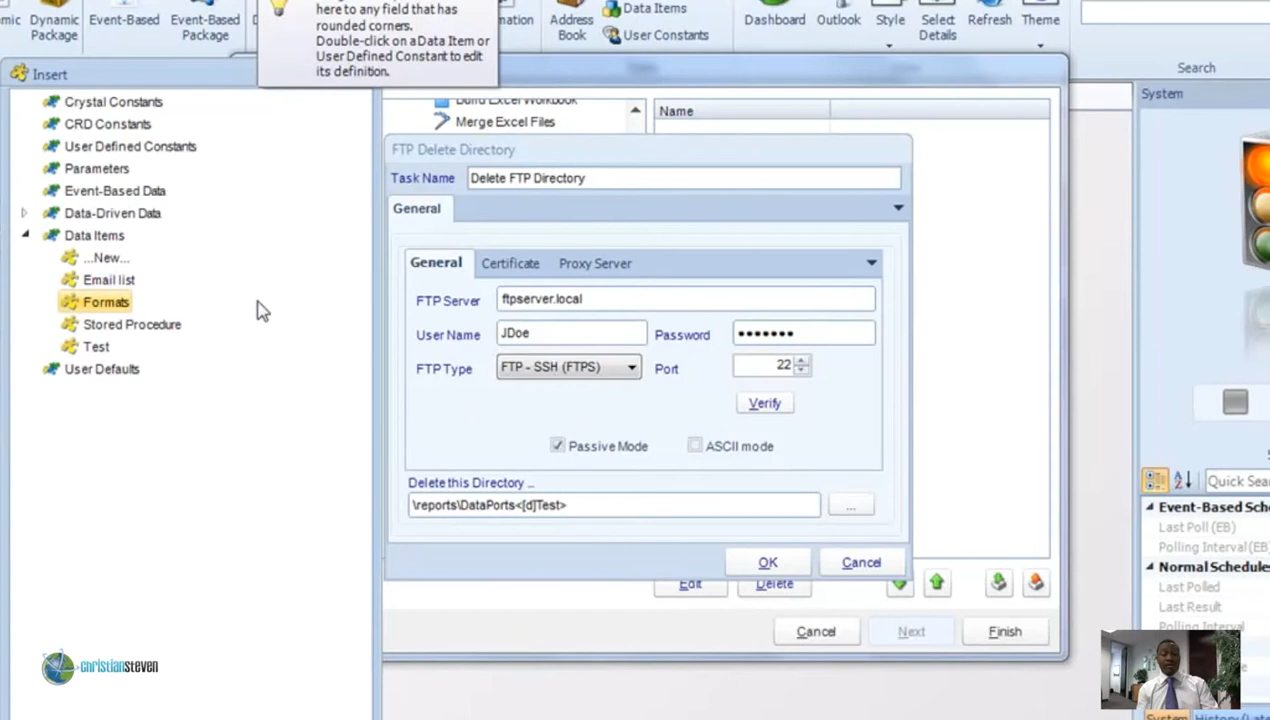 Dynamic
Package
Event-Based
Event-Based
Package
here to any field that has
rounded corners.
Double-click on a Data Item or
User Defined Constant to edit
its definition.
Address
Book
Data Items
User Constants
Dashboard
Outlook
Style
Select
Details
Refresh
Theme
Search
Insert
Crystal Constants
CRD Constants
User Defined Constants
Parameters
Event-Based Data
Data-Driven Data
Data Items
...New...
Email list
Formats
Stored Procedure
Test
User Defaults
Build Excel Workbook
Merge Excel Files
Name
FTP Delete Directory
Task Name
Delete FTP Directory
General
General
Certificate
Proxy Server
FTP Server
ftpserver.local
User Name
JDoe
Password
•••••••
FTP Type
FTP - SSH (FTPS)
Port
22
Verify
Passive Mode
ASCII mode
Delete this Directory ..
\reports\DataPorts<[d]Test>
...
OK
Cancel
Edit
Delete
Cancel
Next
Finish
System
Quick Sea
Event-Based Sch
Last Poll (EB)
Polling Interval (EB)
Normal Schedules
Last Polled
Last Result
Polling Interval
System
christiansteven